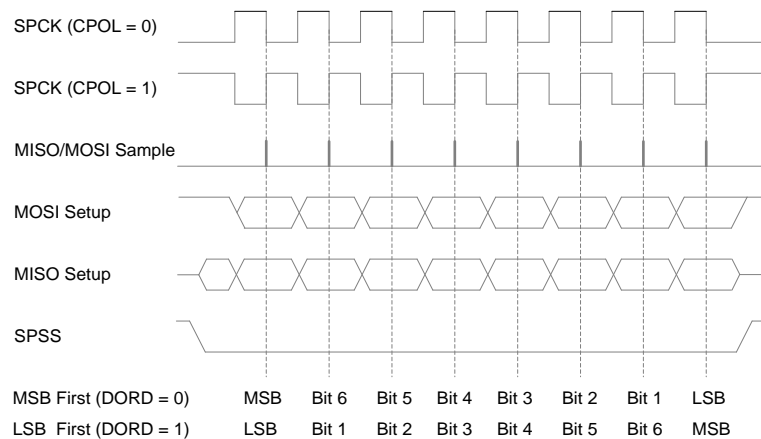 SPCK (CPOL = 0)
SPCK (CPOL = 1)
MISO/MOSI Sample
MOSI Setup
MISO Setup
SPSS
MSB First (DORD = 0) MSB Bit 6 Bit 5 Bit 4 Bit 3 Bit 2 Bit 1 LSB
LSB First (DORD = 1) LSB Bit 1 Bit 2 Bit 3 Bit 4 Bit 5 Bit 6 MSB